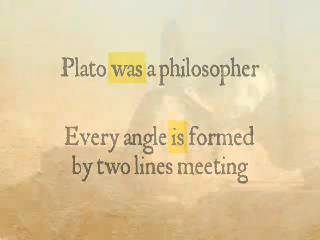 Plato was a philosopher
Every angle is formed
by two lines meeting